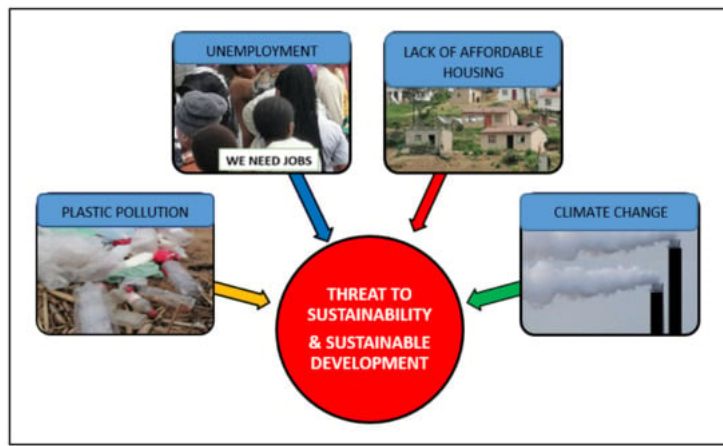 UNEMPLOYMENT
LACK OF AFFORDABLE
HOUSING
WE NEED JOBS
PLASTIC POLLUTION
CLIMATE CHANGE
THREAT TO
SUSTAINABILITY
& SUSTAINABLE
DEVELOPMENT